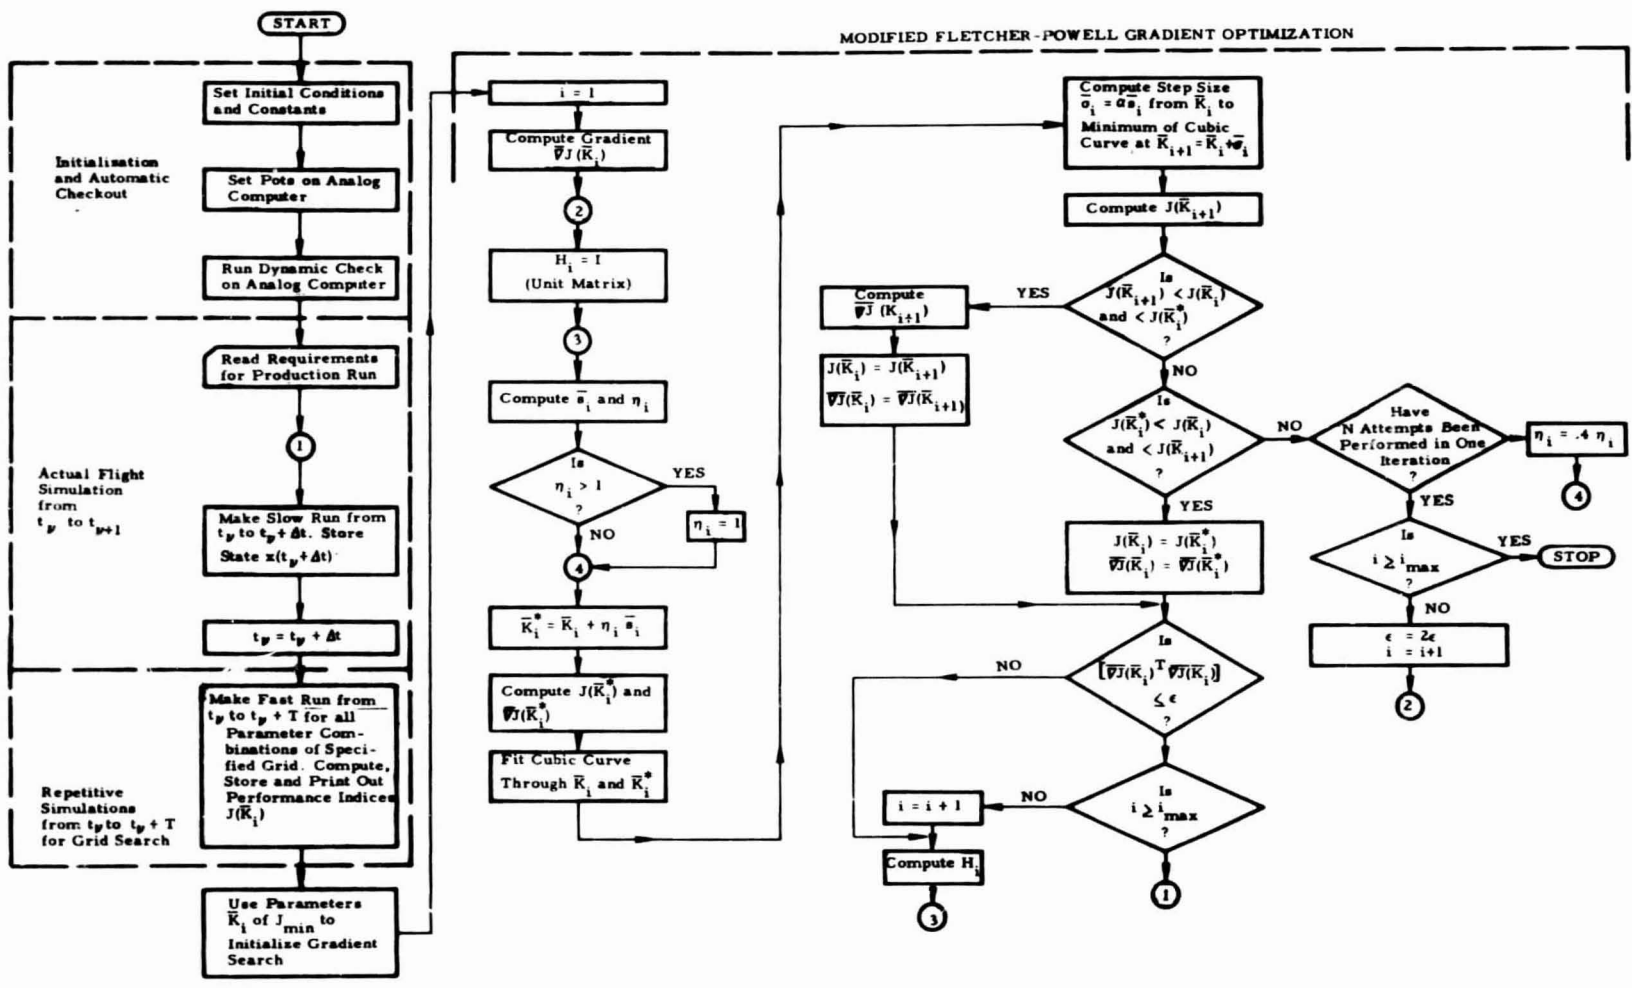 START
Set Initial Conditions
and Constants
Initialisation
and Automatic
Checkout
Set Pots on Analog
Computer
Run Dynamic Check
on Analog Computer
Read Requirements
for Production Run
1
Actual Flight
Simulation
from
t_ν to t_ν+1
Make Slow Run from
t_ν to t_ν + Δt. Store
State x(t_ν + Δt)
t_ν = t_ν + Δt
Make Fast Run from
t_ν to t_ν + T for all
Parameter Com-
binations of Speci-
fied Grid. Compute,
Store and Print Out
Performance Indices
J(K̅_i)
Repetitive
Simulations
from t_ν to t_ν + T
for Grid Search
Use Parameters
K̅_i of J_min to
Initialize Gradient
Search
MODIFIED FLETCHER-POWELL GRADIENT OPTIMIZATION
i = 1
Compute Gradient
∇̅J(K̅_i)
2
H_i = I
(Unit Matrix)
3
Compute s̅_i and η_i
Is
η_i > 1
?
YES
η_i = 1
NO
4
K̅_i^* = K̅_i + η_i s̅_i
Compute J(K̅_i^*) and
∇̅J(K̅_i^*)
Fit Cubic Curve
Through K̅_i and K̅_i^*
Compute Step Size
σ̅_i = αs̅_i from K̅_i to
Minimum of Cubic
Curve at K̅_i+1 = K̅_i + σ̅_i
Compute J(K̅_i+1)
Is
J(K̅_i+1) < J(K̅_i)
and < J(K̅_i^*)
?
YES
Compute
∇̅J (K_i+1)
J(K̅_i) = J(K̅_i+1)
∇̅J(K̅_i) = ∇̅J(K̅_i+1)
NO
Is
J(K̅_i^*) < J(K̅_i)
and < J(K̅_i+1)
?
NO
Have
N Attempts Been
Performed in One
Iteration
?
η_i = .4 η_i
4
YES
Is
i ≥ i_max
?
YES
STOP
NO
ϵ = 2ϵ
i = i+1
2
YES
J(K̅_i) = J(K̅_i^*)
∇̅J(K̅_i) = ∇̅J(K̅_i^*)
Is
[∇̅J(K̅_i)^T ∇̅J(K̅_i)]
≤ ϵ
?
NO
Is
i ≥ i_max
?
NO
i = i + 1
Compute H_i
3
1